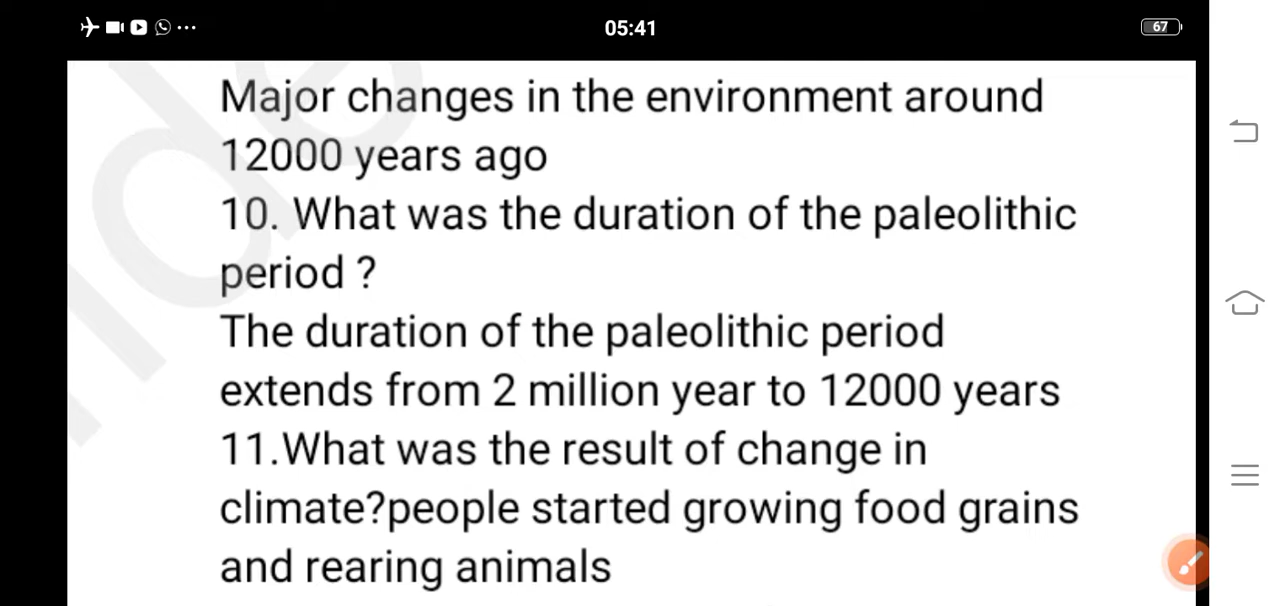 05:41
67
Major changes in the environment around
12000 years ago
10. What was the duration of the paleolithic
period ?
The duration of the paleolithic period
extends from 2 million year to 12000 years
11.What was the result of change in
climate?people started growing food grains
and rearing animals